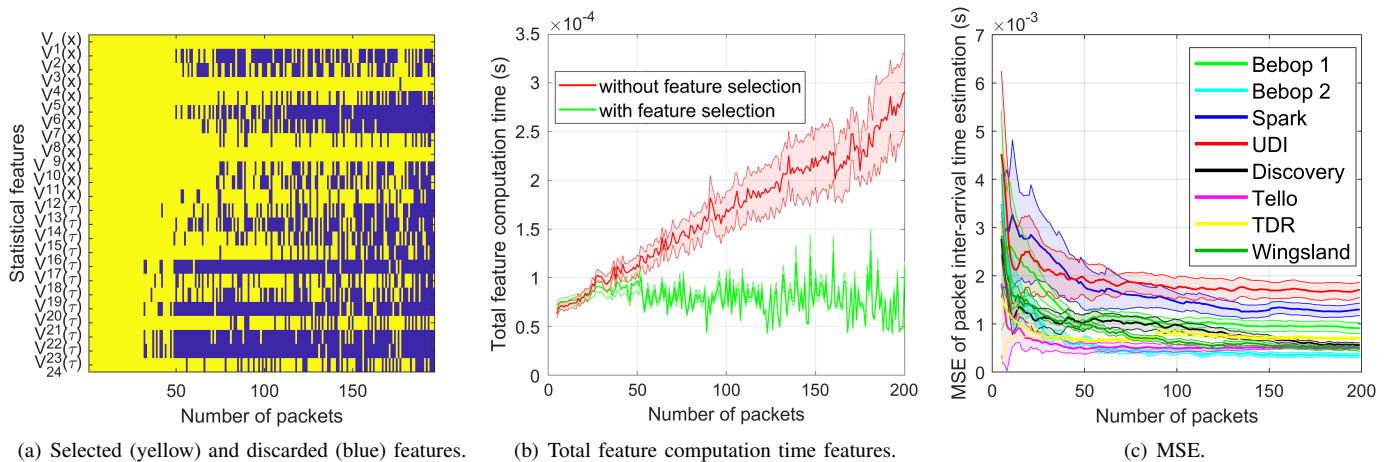 V1(x)
V2(x)
V3(x)
V4(x)
V5(x)
V6(x)
V7(x)
V8(x)
V9(x)
V10(x)
V11(x)
V12(x)
V13(τ)
V14(τ)
V15(τ)
V16(τ)
V17(τ)
V18(τ)
V19(τ)
V20(τ)
V21(τ)
V22(τ)
V23(τ)
V24(τ)
Statistical features
50
100
150
Number of packets
(a) Selected (yellow) and discarded (blue) features.
×10-4
3.5
3
2.5
2
1.5
1
0.5
0
Total feature computation time (s)
without feature selection
with feature selection
0
50
100
150
200
Number of packets
(b) Total feature computation time features.
×10-3
7
6
5
4
3
2
1
0
MSE of packet inter-arrival time estimation (s)
Bebop 1
Bebop 2
Spark
UDI
Discovery
Tello
TDR
Wingsland
0
50
100
150
200
Number of packets
(c) MSE.